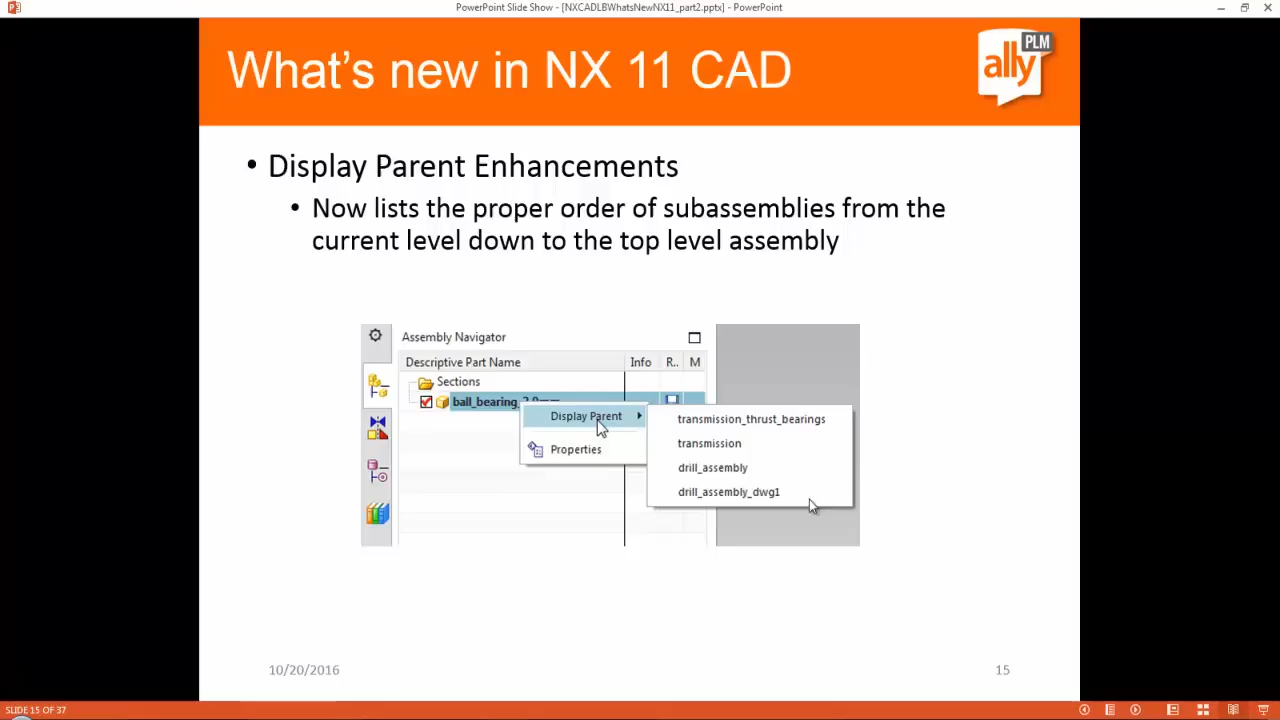 PowerPoint Slide Show - [NXCADLBWhatsNewNX11_part2.pptx] - PowerPoint
What's new in NX 11 CAD
PLM
ally
• Display Parent Enhancements
• Now lists the proper order of subassemblies from the
current level down to the top level assembly
Assembly Navigator
Descriptive Part Name Info R.. M
Sections
ball_bearing
Display Parent
Properties
transmission_thrust_bearings
transmission
drill_assembly
drill_assembly_dwg1
10/20/2016
15
SLIDE 15 OF 37